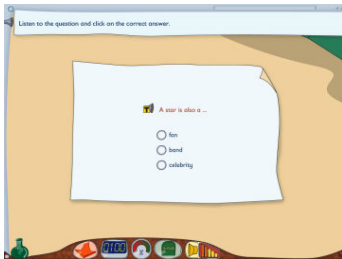 Listen to the question and click on the correct answer.
A star is also a ...
fan
band
celebrity